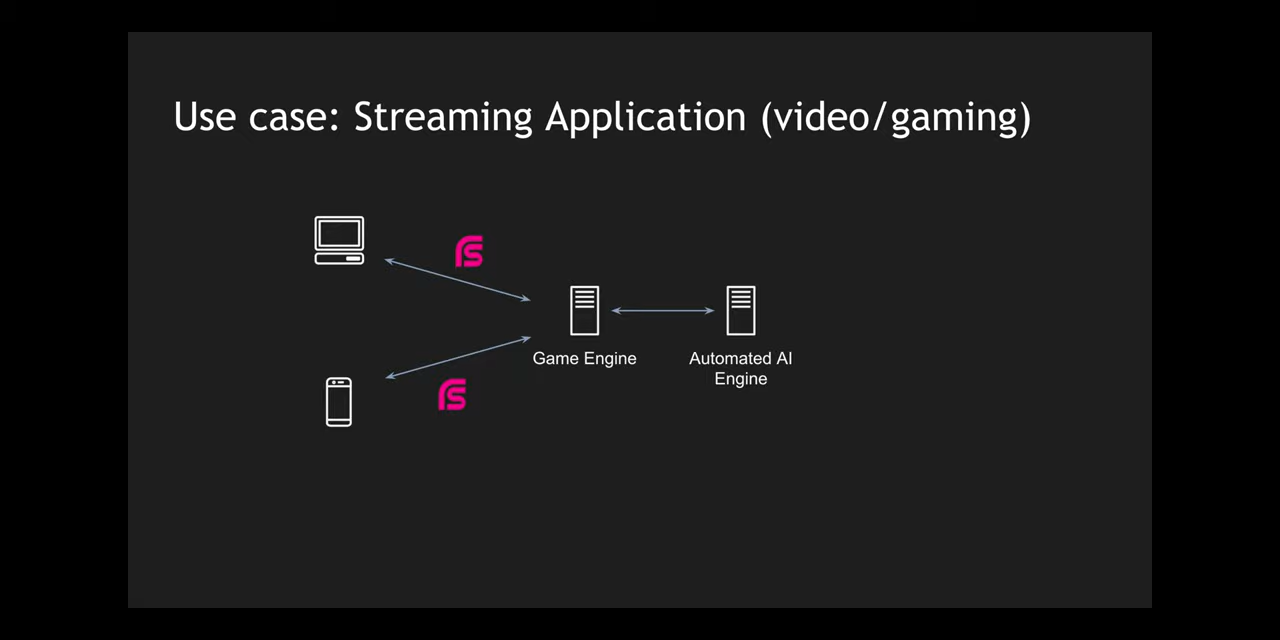 Use case: Streaming Application (video/gaming)
Game Engine
Automated AI
Engine